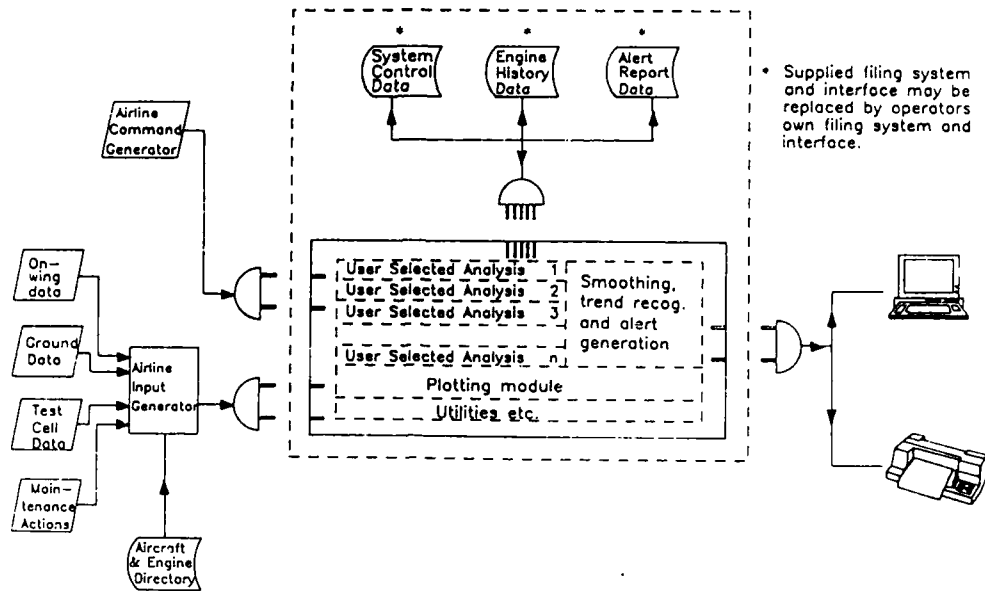 *
*
*
System
Control
Data
Engine
History
Data
Alert
Report
Data
* Supplied filing system
and interface may be
replaced by operators
own filing system and
interface.
Airline
Command
Generator
On-
wing
data
Ground
Data
Test
Cell
Data
Main-
tenance
Actions
Airline
Input
Generator
Aircraft
& Engine
Directory
User Selected Analysis 1
User Selected Analysis 2
User Selected Analysis 3
User Selected Analysis n
Smoothing,
trend recog.
and alert
generation
Plotting module
Utilities etc.